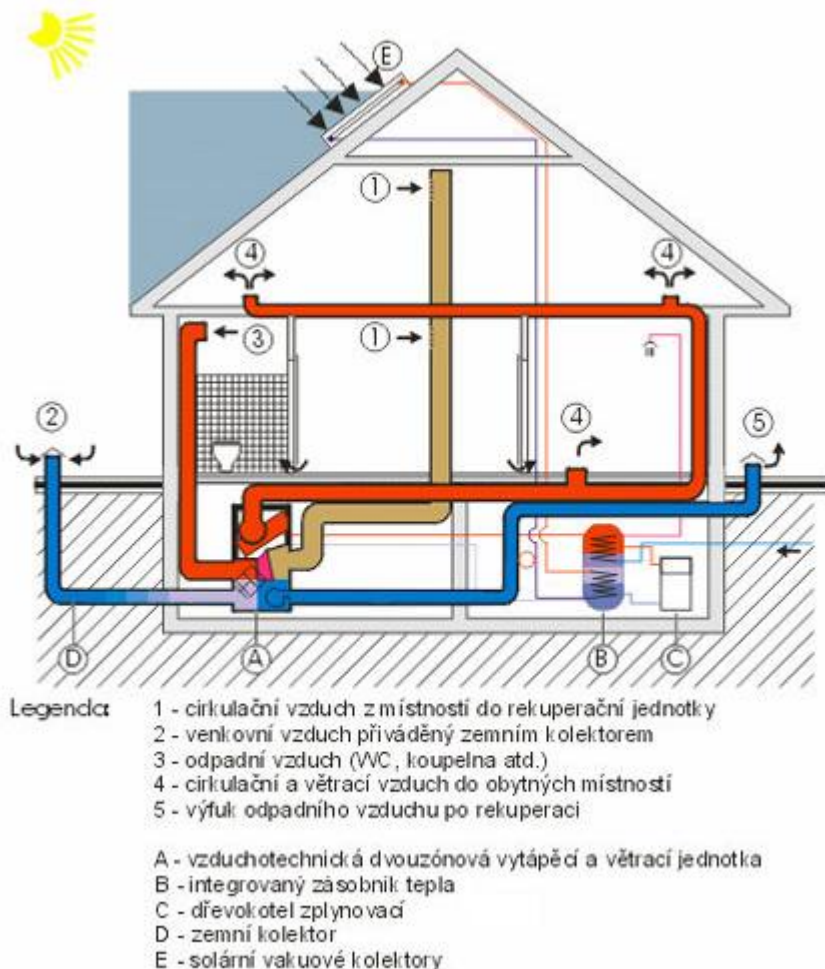 E
1
4
4
3
1
2
4
5
D
A
B
C
Legenda:
1 - cirkulační vzduch z místností do rekuperační jednotky
2 - venkovní vzduch přiváděný zemním kolektorem
3 - odpadní vzduch (WC, koupelna atd.)
4 - cirkulační a větrací vzduch do obytných místností
5 - výfuk odpadního vzduchu po rekuperaci
A - vzduchotechnická dvouzónová vytápěcí a větrací jednotka
B - integrovaný zásobník tepla
C - dřevokotel zplynovací
D - zemní kolektor
E - solární vakuové kolektory